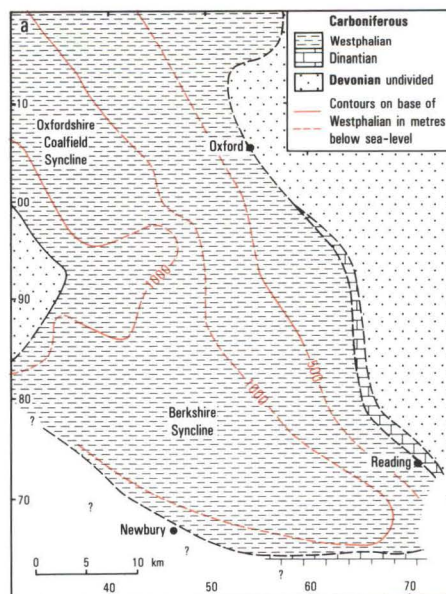 a
Carboniferous
Westphalian
Dinantian
Devonian undivided
Contours on base of
Westphalian in metres
below sea-level
10
Oxfordshire
Coalfield
Syncline
Oxford
00
1000
90
500
80
1000
Berkshire
Syncline
?
Reading
70
?
Newbury
?
0 5 10 km
?
40 50 60 70